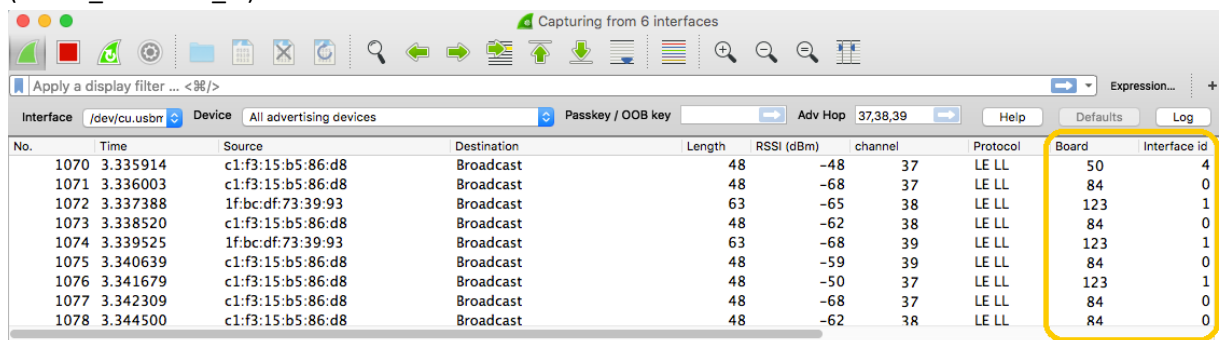 Capturing from 6 interfaces
Apply a display filter ... <⌘/> Expression... +
Interface /dev/cu.usbm Device All advertising devices Passkey / OOB key Adv Hop 37,38,39 Help Defaults Log
No. Time Source Destination Length RSSI (dBm) channel Protocol Board Interface id
1070 3.335914 c1:f3:15:b5:86:d8 Broadcast 48 -48 37 LE LL 50 4
1071 3.336003 c1:f3:15:b5:86:d8 Broadcast 48 -68 37 LE LL 84 0
1072 3.337388 1f:bc:df:73:39:93 Broadcast 63 -65 38 LE LL 123 1
1073 3.338520 c1:f3:15:b5:86:d8 Broadcast 48 -62 38 LE LL 84 0
1074 3.339525 1f:bc:df:73:39:93 Broadcast 63 -68 39 LE LL 123 1
1075 3.340639 c1:f3:15:b5:86:d8 Broadcast 48 -59 39 LE LL 84 0
1076 3.341679 c1:f3:15:b5:86:d8 Broadcast 48 -50 37 LE LL 123 1
1077 3.342309 c1:f3:15:b5:86:d8 Broadcast 48 -68 37 LE LL 84 0
1078 3.344500 c1:f3:15:b5:86:d8 Broadcast 48 -62 38 LE LL 84 0